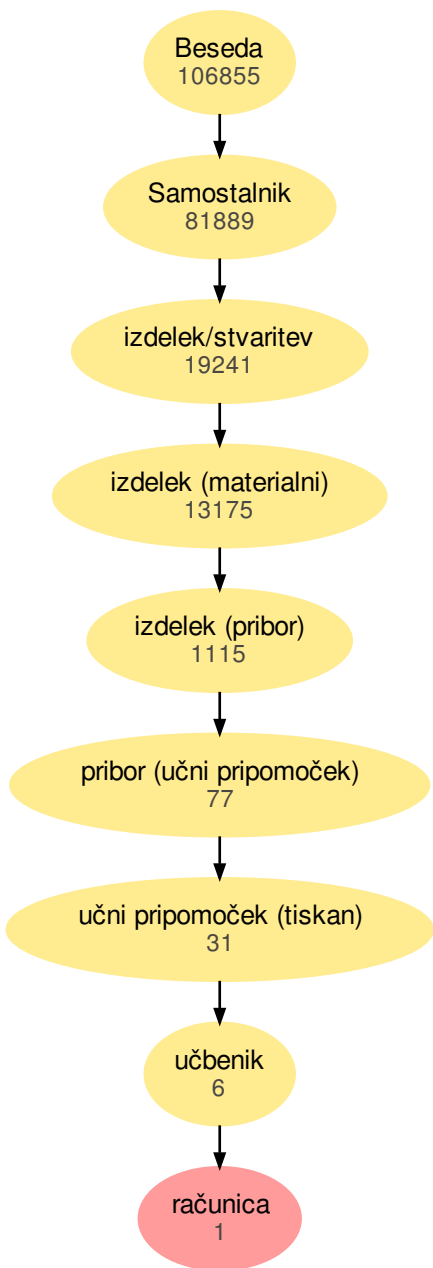 Beseda
106855
Samostalnik
81889
izdelek/stvaritev
19241
izdelek (materialni)
13175
izdelek (pribor)
1115
pribor (učni pripomoček)
77
učni pripomoček (tiskan)
31
učbenik
6
računica
1